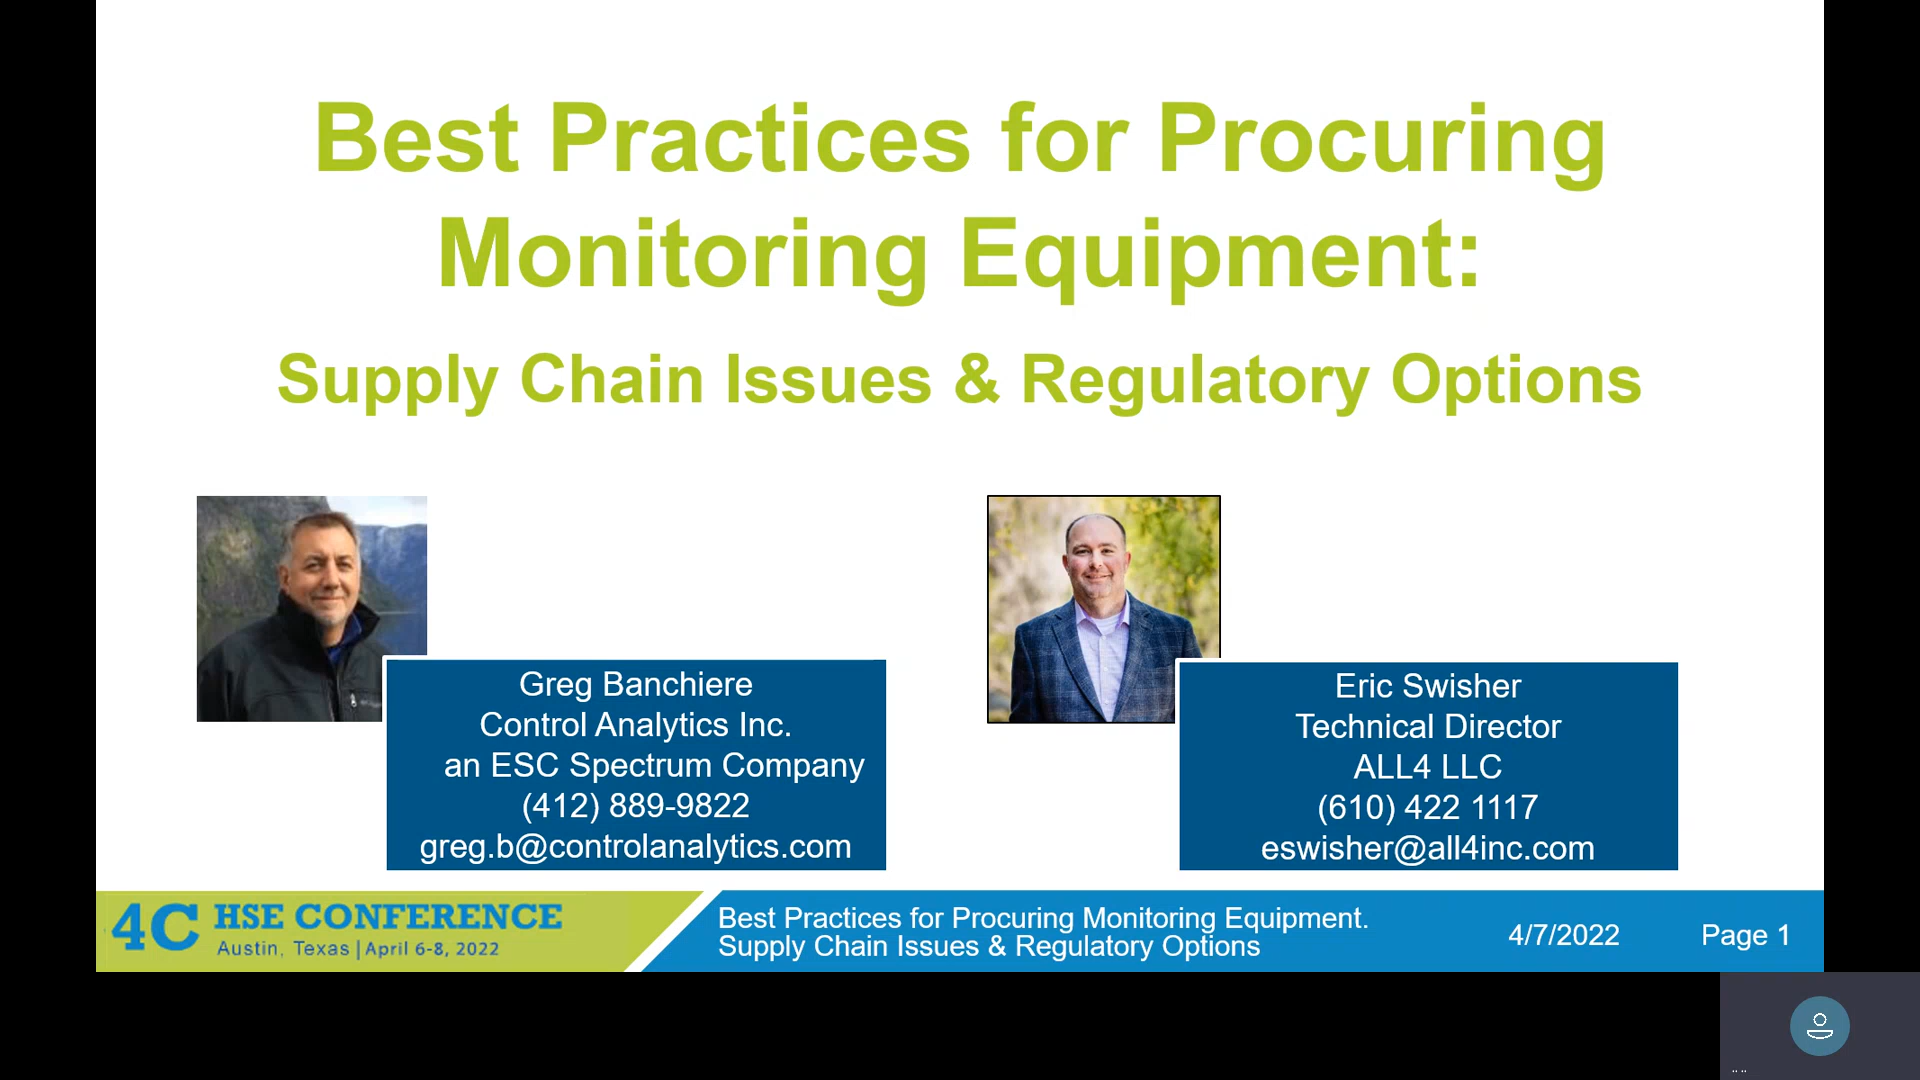 Best Practices for Procuring
Monitoring Equipment:
Supply Chain Issues & Regulatory Options
Greg Banchiere
Control Analytics Inc.
an ESC Spectrum Company
(412) 889-9822
greg.b@controlanalytics.com
Eric Swisher
Technical Director
ALL4 LLC
(610) 422 1117
eswisher@all4inc.com
4C HSE CONFERENCE
Austin, Texas | April 6-8, 2022
Best Practices for Procuring Monitoring Equipment.
Supply Chain Issues & Regulatory Options
4/7/2022
Page 1